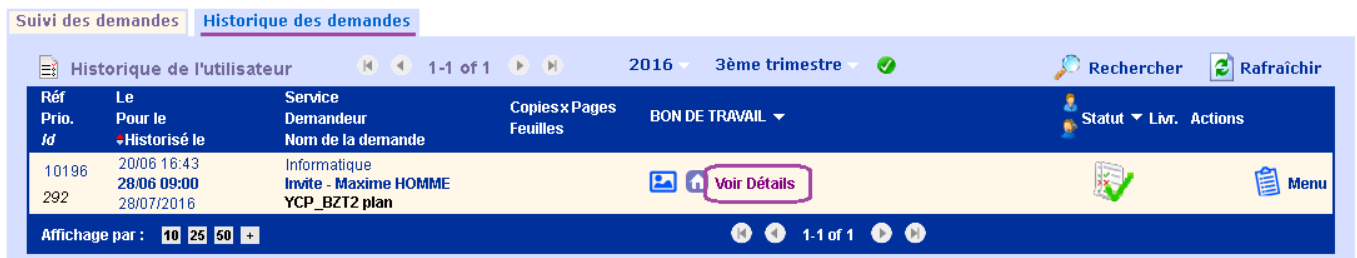 Suivi des demandes Historique des demandes
Historique de l'utilisateur 1-1 of 1 2016 3ème trimestre Rechercher Rafraîchir
Réf Le Service
Prio. Pour le Demandeur Copies x Pages BON DE TRAVAIL Statut Livr. Actions
Id Historisé le Nom de la demande Feuilles
10196 20/06 16:43 Informatique
28/06 09:00 Invite - Maxime HOMME Voir Détails Menu
292 28/07/2016 YCP_BZT2 plan
Affichage par : 10 25 50 + 1-1 of 1